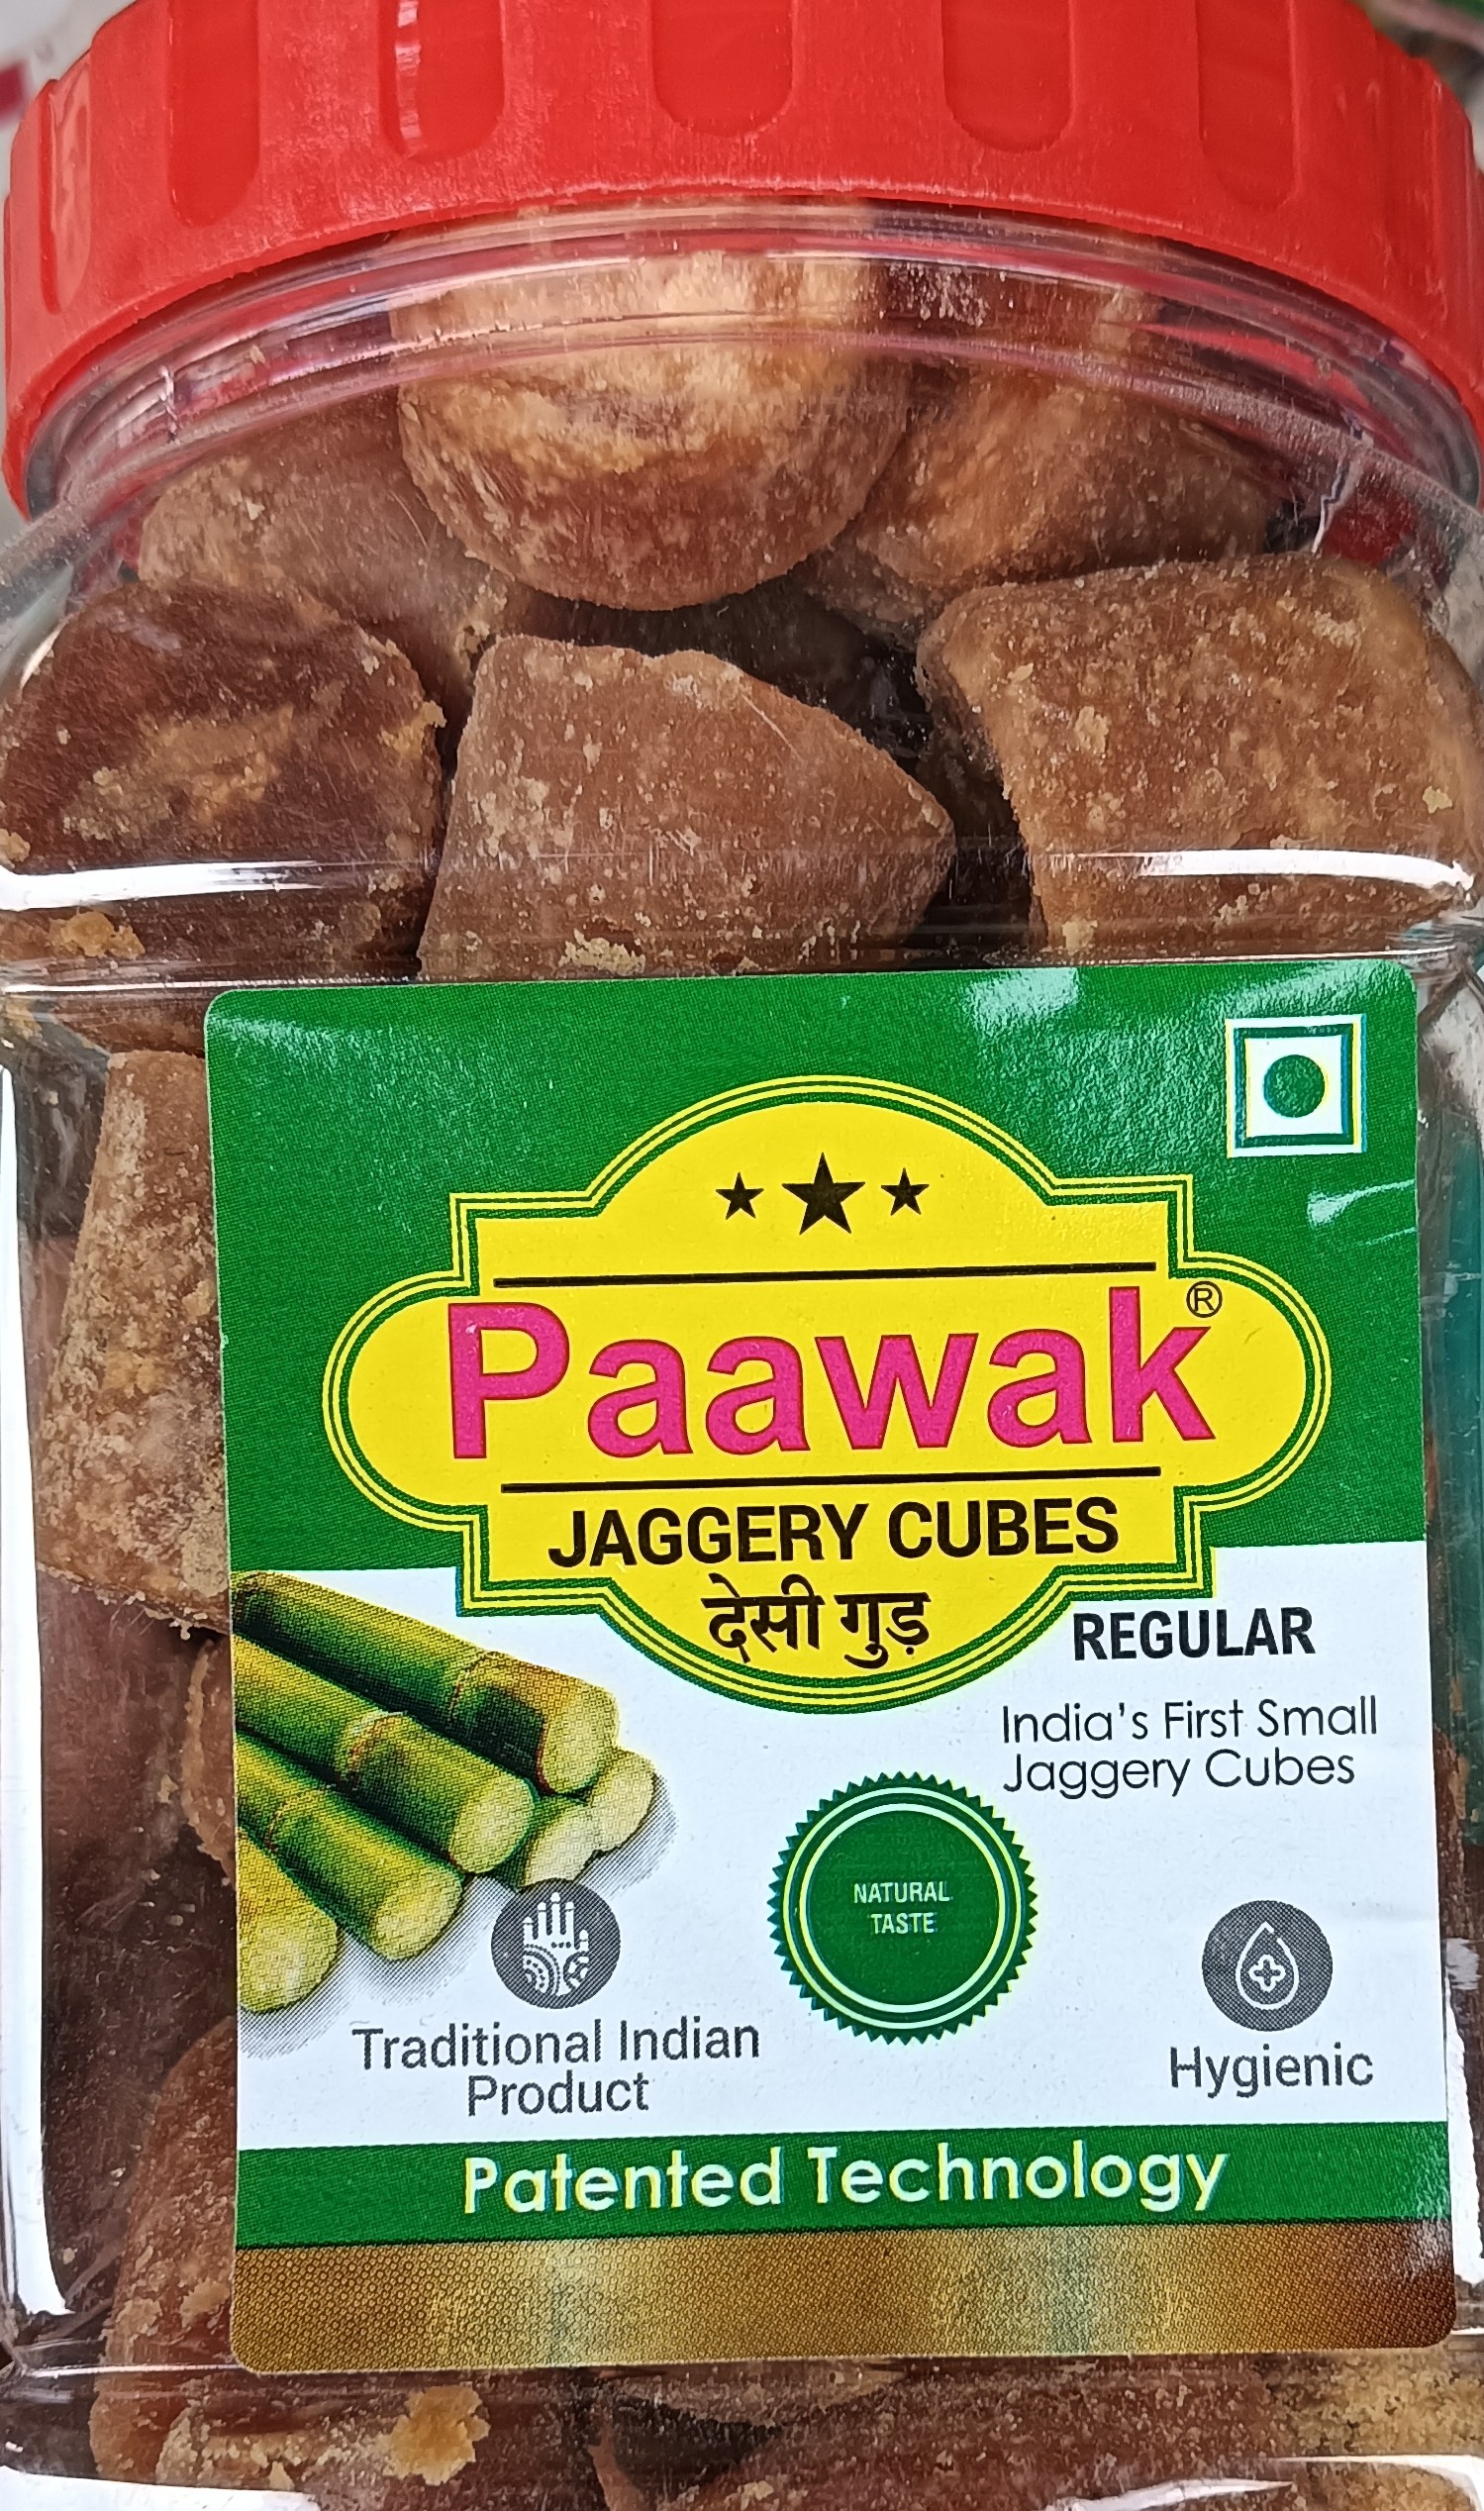 Paawak®
JAGGERY CUBES
देसी गुड़
REGULAR
India's First Small
Jaggery Cubes
NATURAL
TASTE
Traditional Indian
Product
Hygienic
Patented Technology